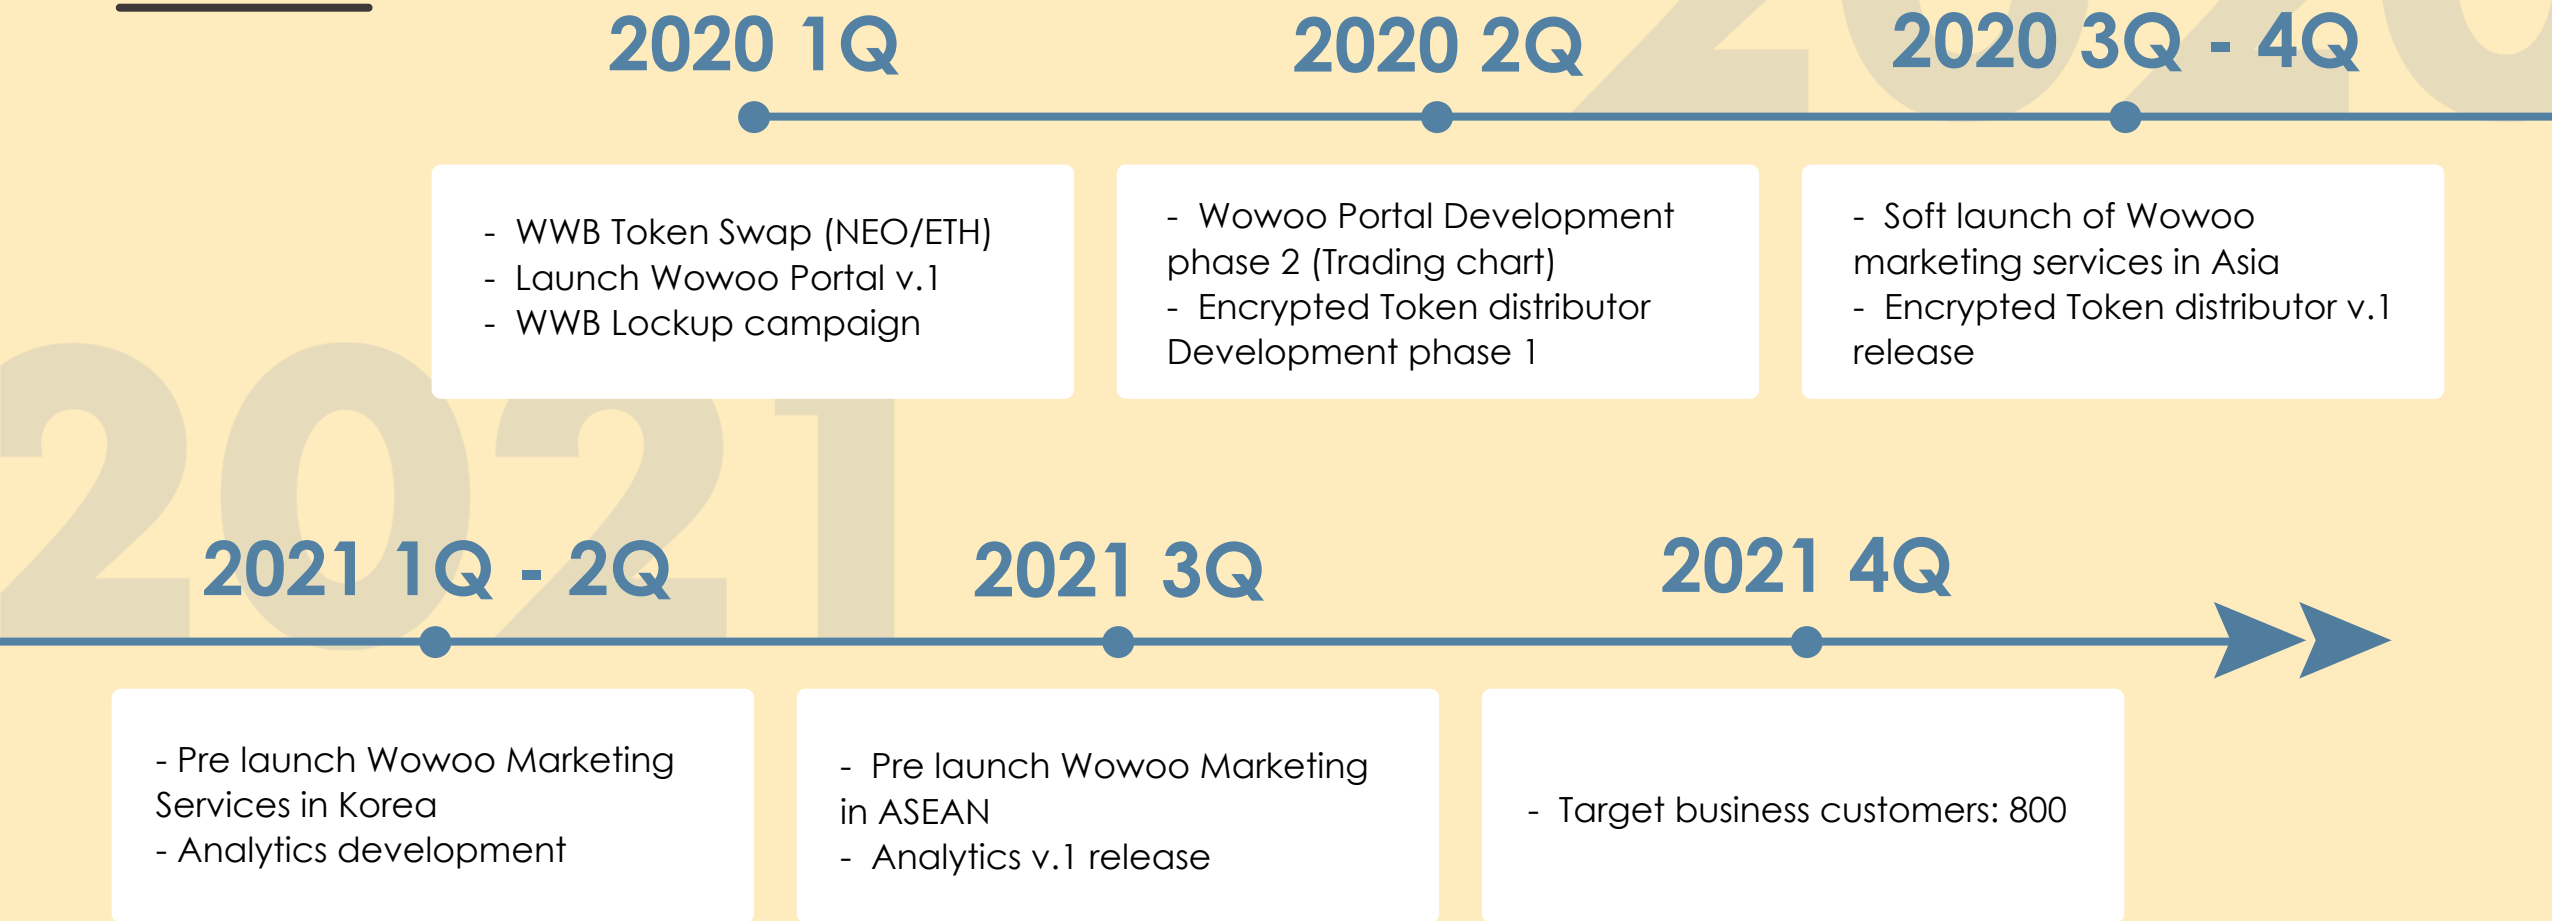 2020
2020 1Q
2020 2Q
2020 3Q - 4Q
- WWB Token Swap (NEO/ETH)
- Launch Wowoo Portal v.1
- WWB Lockup campaign
- Wowoo Portal Development
phase 2 (Trading chart)
- Encrypted Token distributor
Development phase 1
- Soft launch of Wowoo
marketing services in Asia
- Encrypted Token distributor v.1
release
2021
2021 1Q - 2Q
2021 3Q
2021 4Q
- Pre launch Wowoo Marketing
Services in Korea
- Analytics development
- Pre launch Wowoo Marketing
in ASEAN
- Analytics v.1 release
- Target business customers: 800